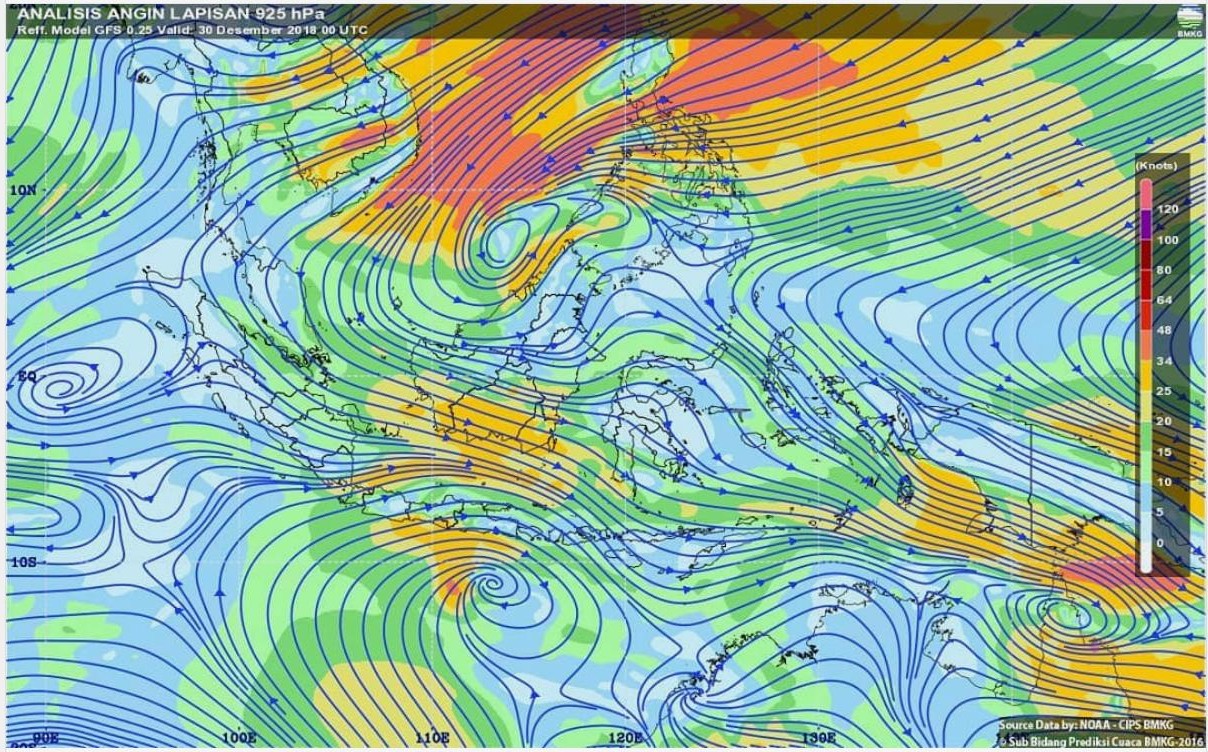 ANALISIS ANGIN LAPISAN 925 hPa
Reff. Model GFS 0.25 Valid: 30 Desember 2018 00 UTC
BMKG
10N
EQ
10S
90E
100E
110E
120E
130E
(Knots)
120
100
80
64
48
34
25
20
15
10
5
0
Source Data by: NOAA - CIPS BMKG
© Sub Bidang Prediksi Cuaca BMKG-2016